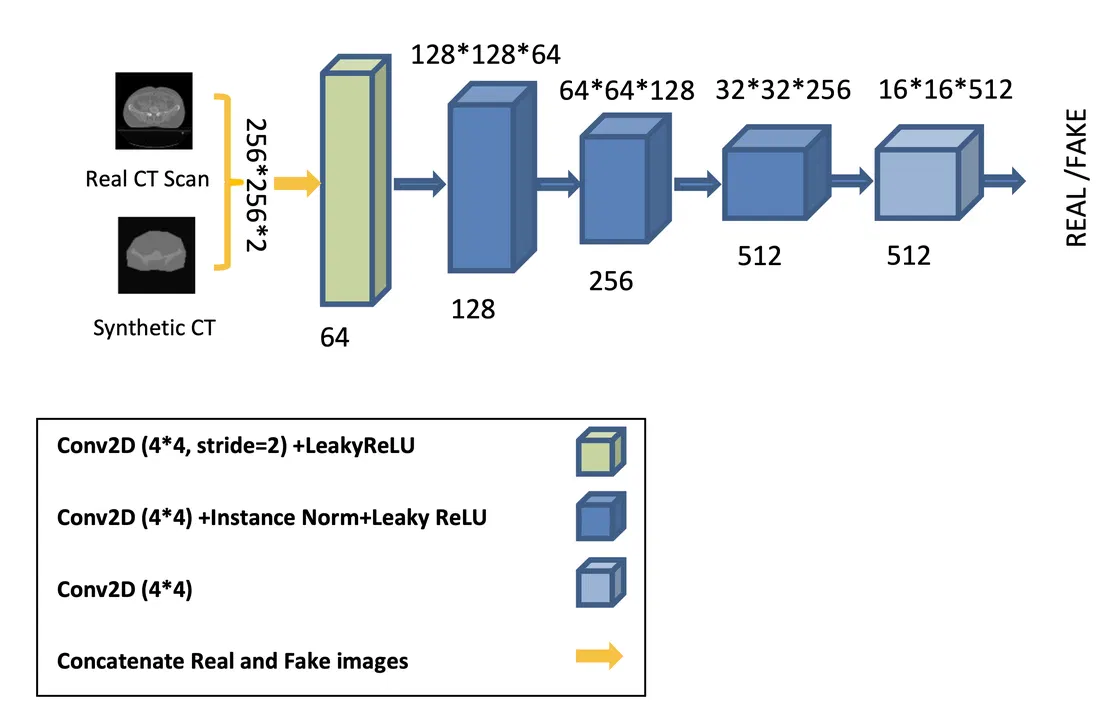 128*128*64
64*64*128
32*32*256
16*16*512
Real CT Scan
256*256*2
REAL /FAKE
Synthetic CT
64
128
256
512
512
Conv2D (4*4, stride=2) +LeakyReLU
Conv2D (4*4) +Instance Norm+Leaky ReLU
Conv2D (4*4)
Concatenate Real and Fake images